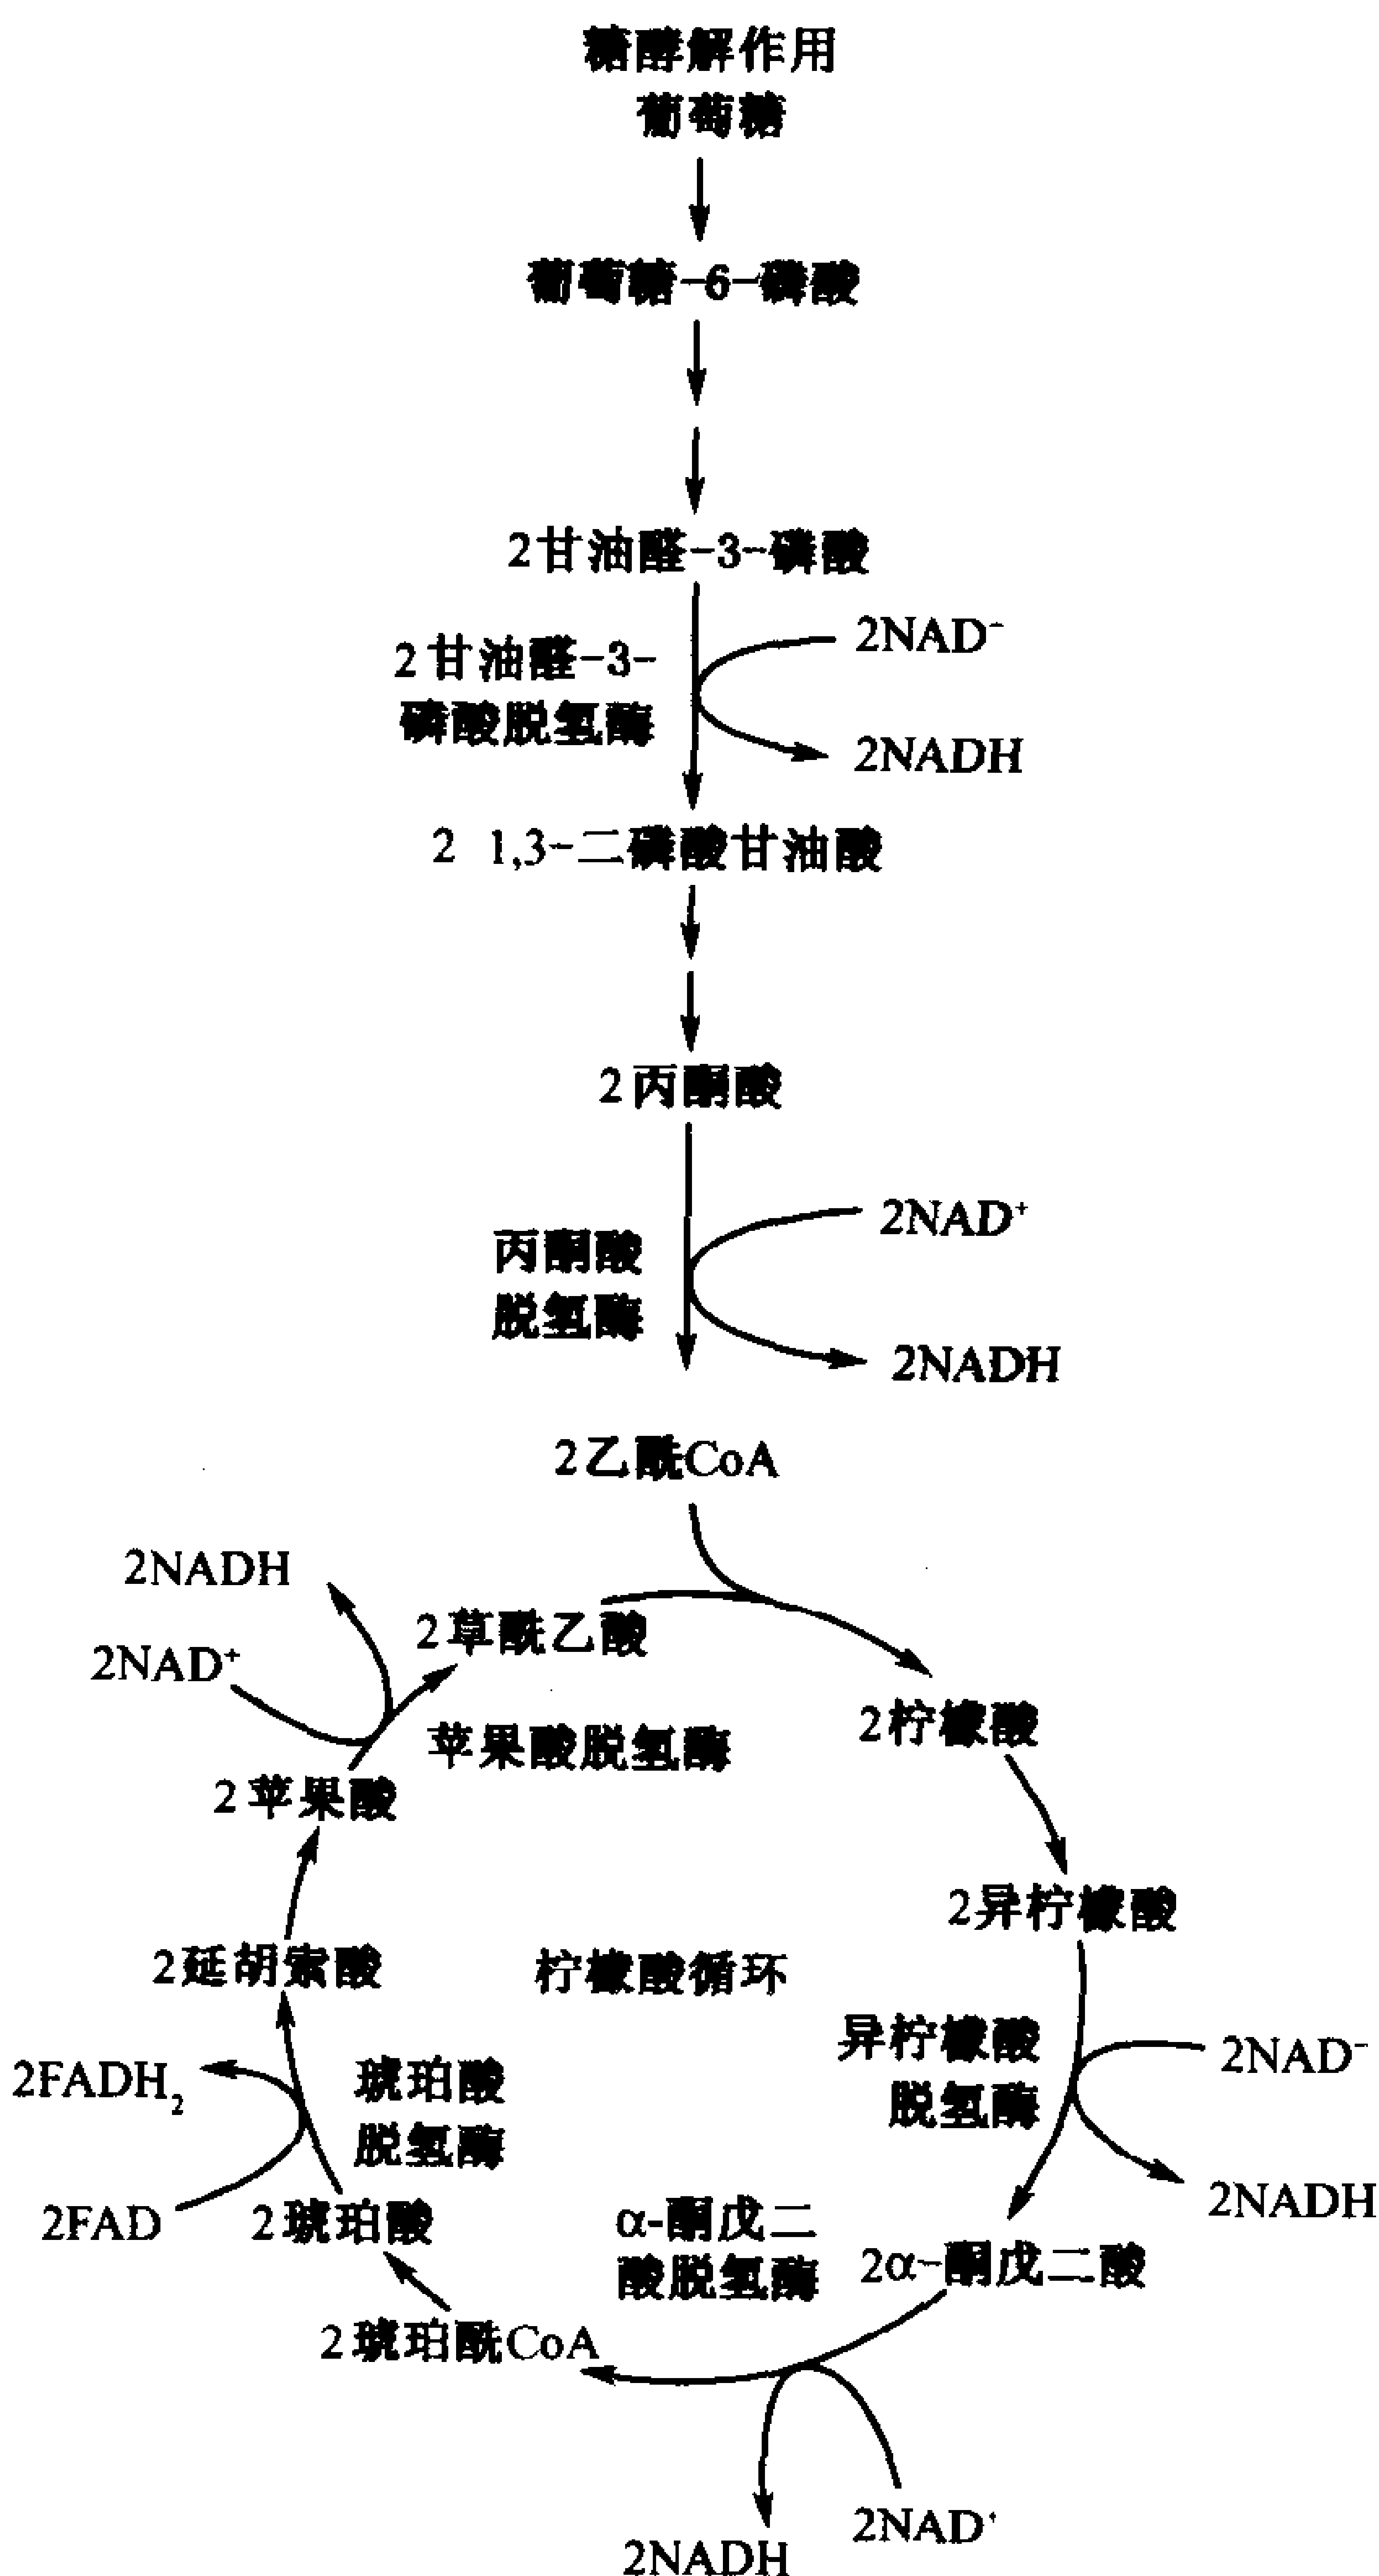 糖酵解作用
葡萄糖
葡萄糖-6-磷酸
2甘油醛-3-磷酸
2甘油醛-3-
磷酸脱氢酶
2NAD⁻
2NADH
2 1,3-二磷酸甘油酸
2丙酮酸
丙酮酸
脱氢酶
2NAD⁺
2NADH
2乙酰CoA
2NADH
2NAD⁺
2草酰乙酸
苹果酸脱氢酶
2柠檬酸
2苹果酸
2异柠檬酸
2延胡索酸
柠檬酸循环
异柠檬酸
脱氢酶
2NAD⁻
2NADH
2FADH₂
琥珀酸
脱氢酶
2FAD
2琥珀酸
α-酮戊二
酸脱氢酶
2α-酮戊二酸
2琥珀酰CoA
2NADH
2NAD⁺